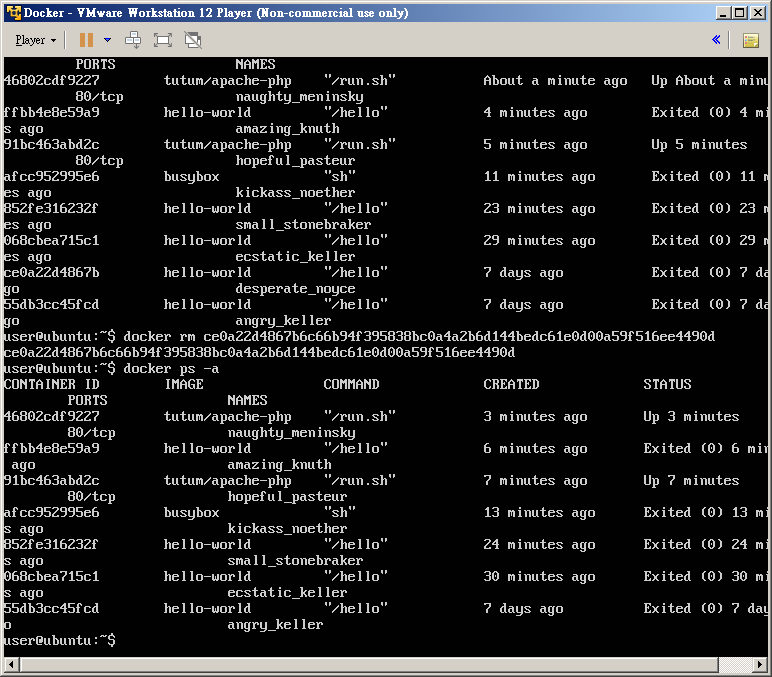 Docker - VMware Workstation 12 Player (Non-commercial use only)
Player
PORTS NAMES
46802cdf9227 tutum/apache-php "/run.sh" About a minute ago Up About a minu
80/tcp naughty_meninsky
ffbb4e8e59a9 hello-world "/hello" 4 minutes ago Exited (0) 4 mi
s ago amazing_knuth
91bc463abd2c tutum/apache-php "/run.sh" 5 minutes ago Up 5 minutes
80/tcp hopeful_pasteur
afcc952995e6 busybox "sh" 11 minutes ago Exited (0) 11 m
es ago kickass_noether
852fe316232f hello-world "/hello" 23 minutes ago Exited (0) 23 m
es ago small_stonebraker
068cbea715c1 hello-world "/hello" 29 minutes ago Exited (0) 29 m
es ago ecstatic_keller
ce0a22d4867b hello-world "/hello" 7 days ago Exited (0) 7 da
go desperate_noyce
55db3cc45fcd hello-world "/hello" 7 days ago Exited (0) 7 da
go angry_keller
user@ubuntu:~$ docker rm ce0a22d4867b6c66b94f395838bc0a4a2b6d144bedc61e0d00a59f516ee4490d
ce0a22d4867b6c66b94f395838bc0a4a2b6d144bedc61e0d00a59f516ee4490d
user@ubuntu:~$ docker ps -a
CONTAINER ID IMAGE COMMAND CREATED STATUS
PORTS NAMES
46802cdf9227 tutum/apache-php "/run.sh" 3 minutes ago Up 3 minutes
80/tcp naughty_meninsky
ffbb4e8e59a9 hello-world "/hello" 6 minutes ago Exited (0) 6 min
ago amazing_knuth
91bc463abd2c tutum/apache-php "/run.sh" 7 minutes ago Up 7 minutes
80/tcp hopeful_pasteur
afcc952995e6 busybox "sh" 13 minutes ago Exited (0) 13 mi
s ago kickass_noether
852fe316232f hello-world "/hello" 24 minutes ago Exited (0) 24 mi
s ago small_stonebraker
068cbea715c1 hello-world "/hello" 30 minutes ago Exited (0) 30 mi
s ago ecstatic_keller
55db3cc45fcd hello-world "/hello" 7 days ago Exited (0) 7 day
o angry_keller
user@ubuntu:~$